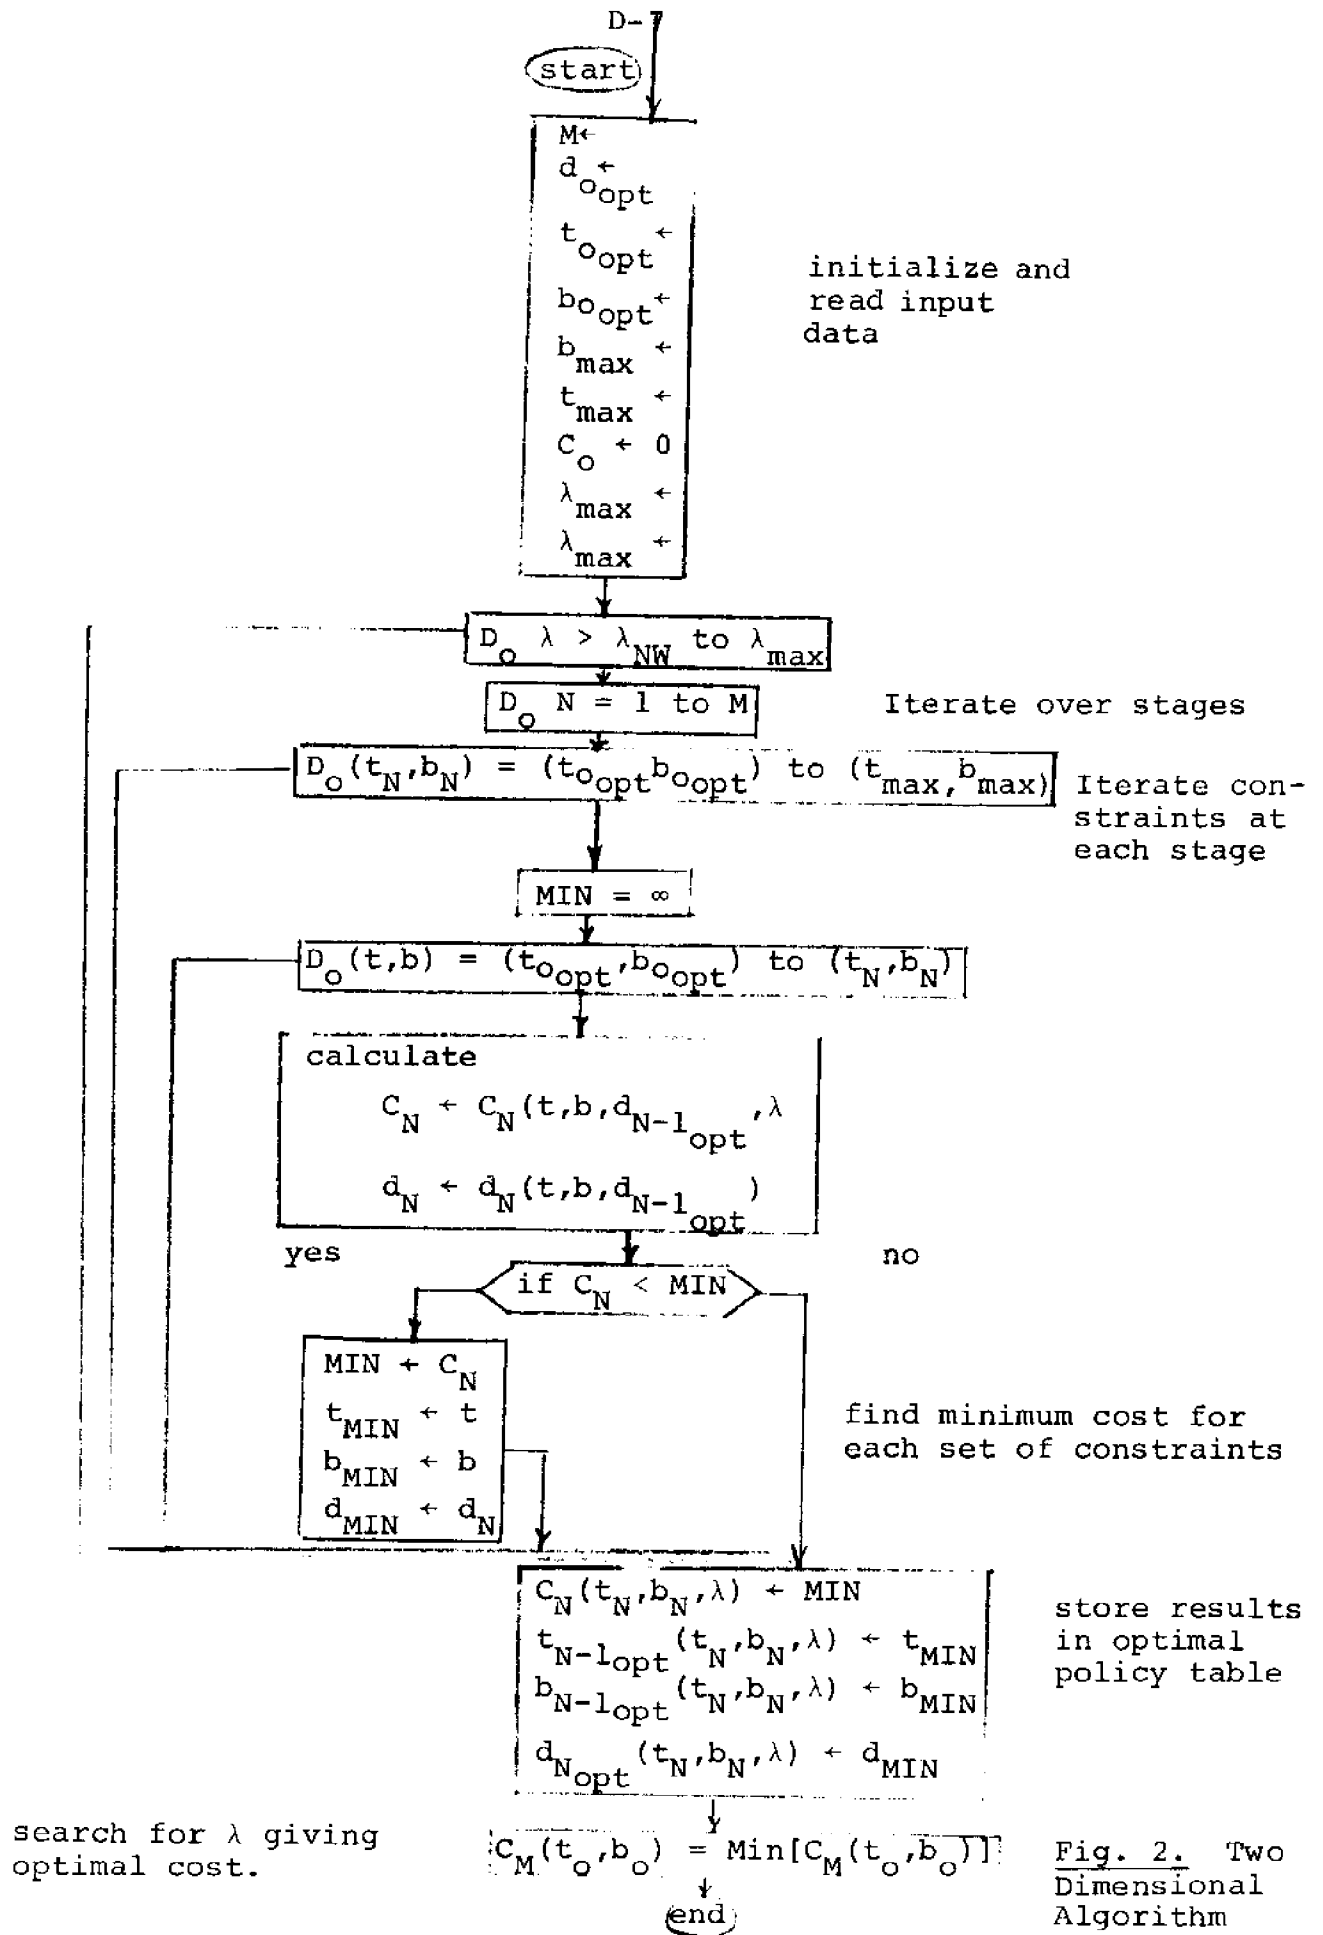 D-7
start
M←
d_o_opt ←
t_o_opt ←
initialize and
read input
data
b_o_opt ←
b_max ←
t_max ←
C_o ← 0
λ_max ←
λ_max ←
D_o λ > λ_NW to λ_max
D_o N = 1 to M
Iterate over stages
D_o(t_N,b_N) = (t_o_opt b_o_opt) to (t_max,b_max)
Iterate con-
straints at
each stage
MIN = ∞
D_o(t,b) = (t_o_opt,b_o_opt) to (t_N,b_N)
calculate
C_N ← C_N(t,b,d_N-1_opt,λ
d_N ← d_N(t,b,d_N-1_opt)
yes
no
if C_N < MIN
MIN ← C_N
t_MIN ← t
b_MIN ← b
d_MIN ← d_N
find minimum cost for
each set of constraints
C_N(t_N,b_N,λ) ← MIN
t_N-1_opt(t_N,b_N,λ) ← t_MIN
b_N-1_opt(t_N,b_N,λ) ← b_MIN
d_N_opt(t_N,b_N,λ) ← d_MIN
store results
in optimal
policy table
search for λ giving
optimal cost.
C_M(t_o,b_o) = Min[C_M(t_o,b_o)]
end
Fig. 2. Two
Dimensional
Algorithm